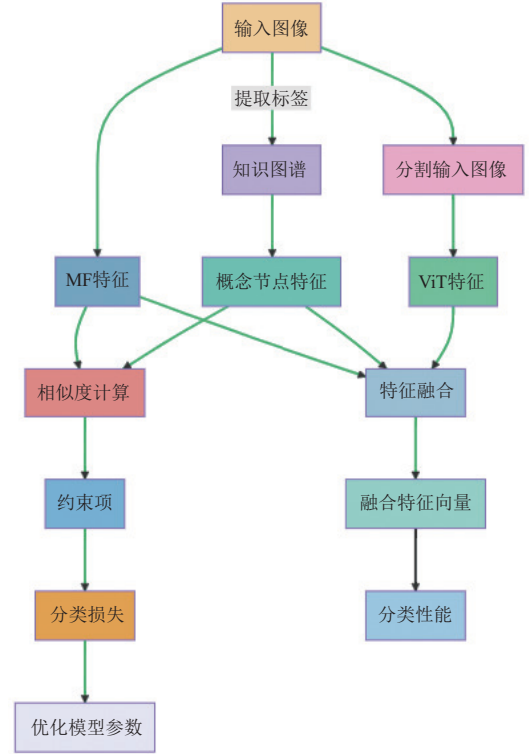 输入图像
提取标签
知识图谱
分割输入图像
MF特征
概念节点特征
ViT特征
相似度计算
特征融合
约束项
融合特征向量
分类损失
分类性能
优化模型参数